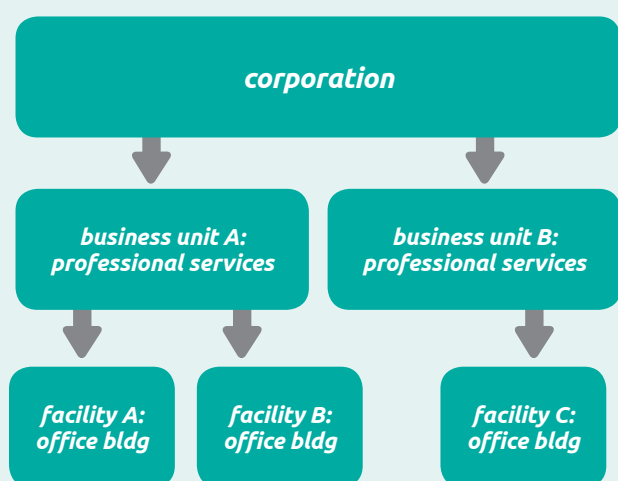 corporation
business unit A:
professional services
business unit B:
professional services
facility A:
office bldg
facility B:
office bldg
facility C:
office bldg